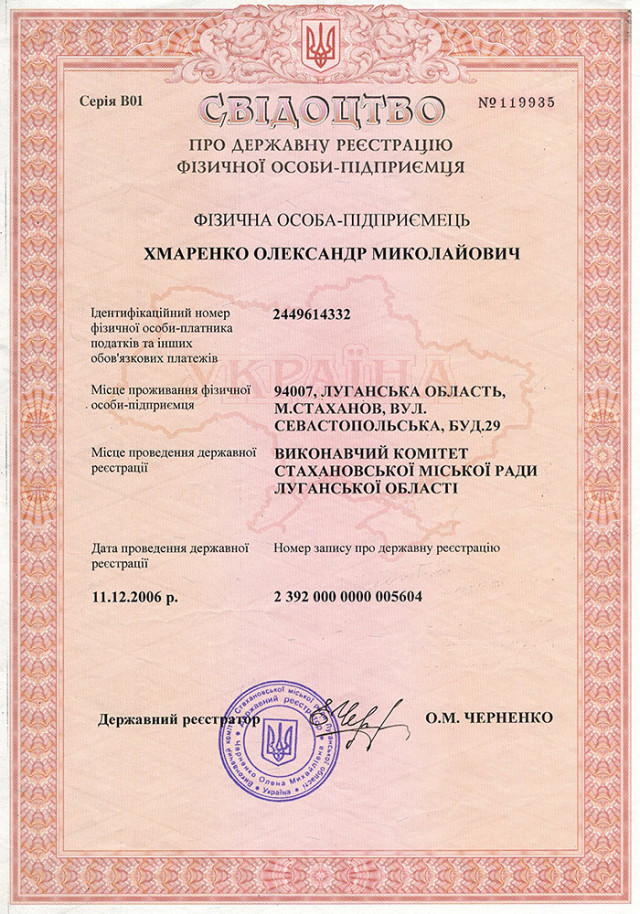 Серія В01
СВІДОЦТВО
№119935
ПРО ДЕРЖАВНУ РЕЄСТРАЦІЮ
ФІЗИЧНОЇ ОСОБИ-ПІДПРИЄМЦЯ
ФІЗИЧНА ОСОБА-ПІДПРИЄМЕЦЬ
ХМАРЕНКО ОЛЕКСАНДР МИКОЛАЙОВИЧ
Ідентифікаційний номер
фізичної особи-платника
податків та інших
обов'язкових платежів
2449614332
УКРАЇНА
Місце проживання фізичної
особи-підприємця
94007, ЛУГАНСЬКА ОБЛАСТЬ,
М.СТАХАНОВ, ВУЛ.
СЕВАСТОПОЛЬСЬКА, БУД.29
Місце проведення державної
реєстрації
ВИКОНАВЧИЙ КОМІТЕТ
СТАХАНОВСЬКОЇ МІСЬКОЇ РАДИ
ЛУГАНСЬКОЇ ОБЛАСТІ
Дата проведення державної
реєстрації
Номер запису про державну реєстрацію
11.12.2006 р.
2 392 000 0000 005604
Державний реєстратор
О.М. ЧЕРНЕНКО
Виконавчий комітет Стахановської міської ради Луганської області
Державний реєстратор
Черненко Олена Михайлівна
Україна